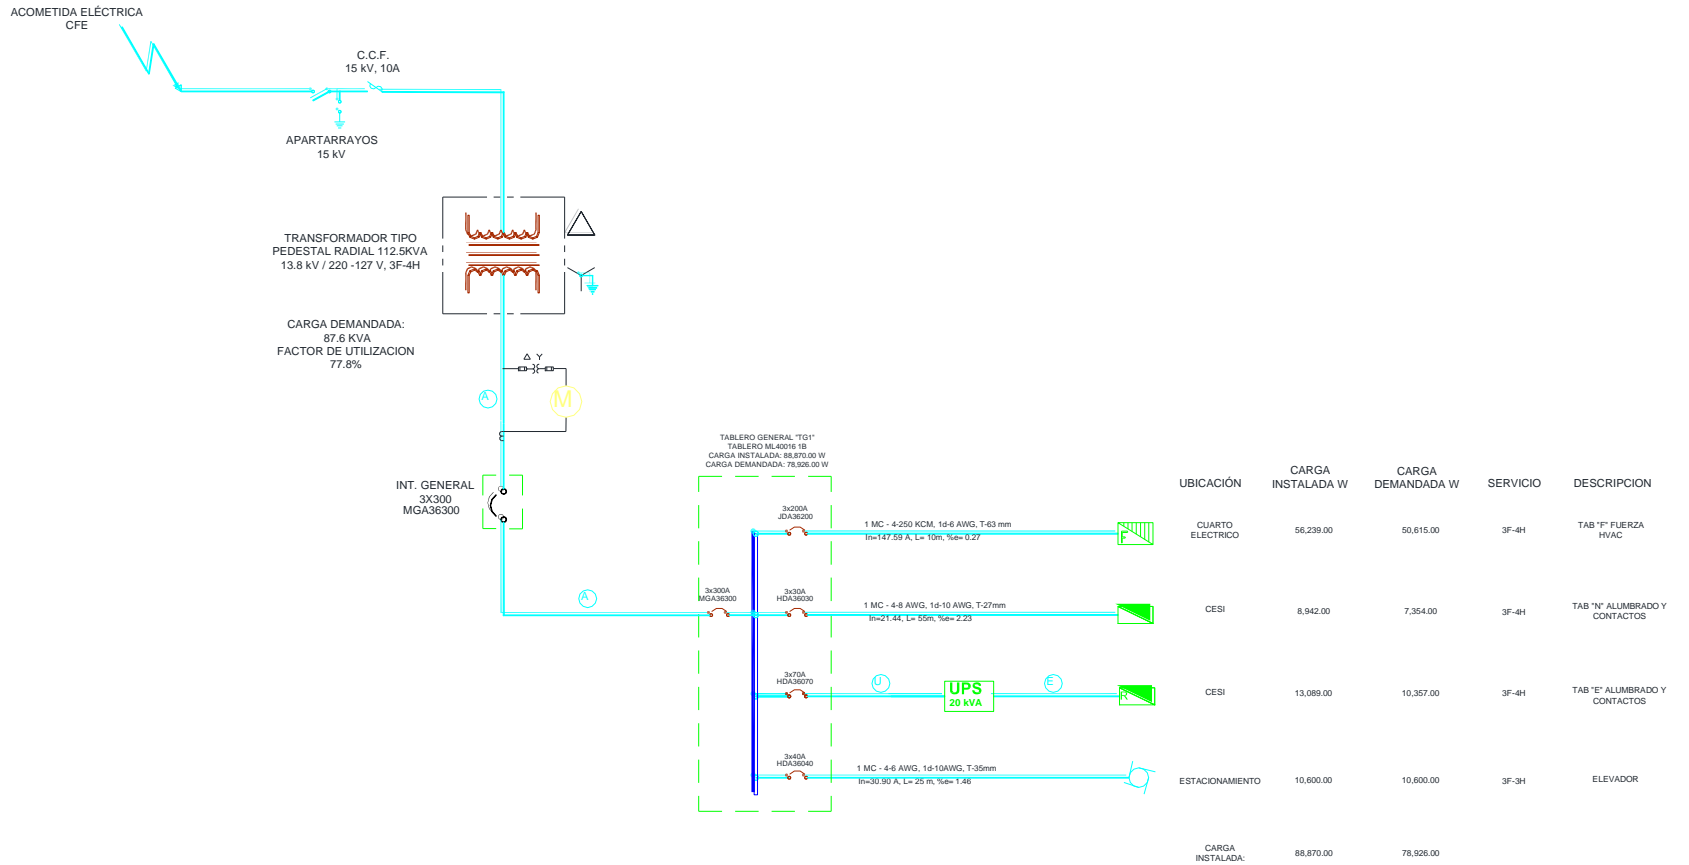 ACOMETIDA ELÉCTRICA
CFE
C.C.F.
15 kV, 10A
APARTARRAYOS
15 kV
TRANSFORMADOR TIPO
PEDESTAL RADIAL 112.5KVA
13.8 kV / 220 -127 V, 3F-4H
CARGA DEMANDADA:
87.6 KVA
FACTOR DE UTILIZACION
77.8%
Δ Y
A
M
INT. GENERAL
3X300
MGA36300
A
TABLERO GENERAL "TG1"
TABLERO ML40016 1B
CARGA INSTALADA: 88,870.00 W
CARGA DEMANDADA: 78,926.00 W
3x300A
MGA36300
UBICACIÓN
CARGA
INSTALADA W
CARGA
DEMANDADA W
SERVICIO
DESCRIPCION
3x200A
JDA36200
1 MC - 4-250 KCM, 1d-6 AWG, T-63 mm
In=147.59 A, L= 10m, %e= 0.27
F
CUARTO
ELECTRICO
56,239.00
50,615.00
3F-4H
TAB "F" FUERZA
HVAC
3x30A
HDA36030
1 MC - 4-8 AWG, 1d-10 AWG, T-27mm
In=21.44, L= 55m, %e= 2.23
CESI
8,942.00
7,354.00
3F-4H
TAB "N" ALUMBRADO Y
CONTACTOS
3x70A
HDA36070
U
UPS
20 kVA
E
R
CESI
13,089.00
10,357.00
3F-4H
TAB "E" ALUMBRADO Y
CONTACTOS
3x40A
HDA36040
1 MC - 4-6 AWG, 1d-10AWG, T-35mm
In=30.90 A, L= 25 m, %e= 1.46
ESTACIONAMIENTO
10,600.00
10,600.00
3F-3H
ELEVADOR
CARGA
INSTALADA:
88,870.00
78,926.00